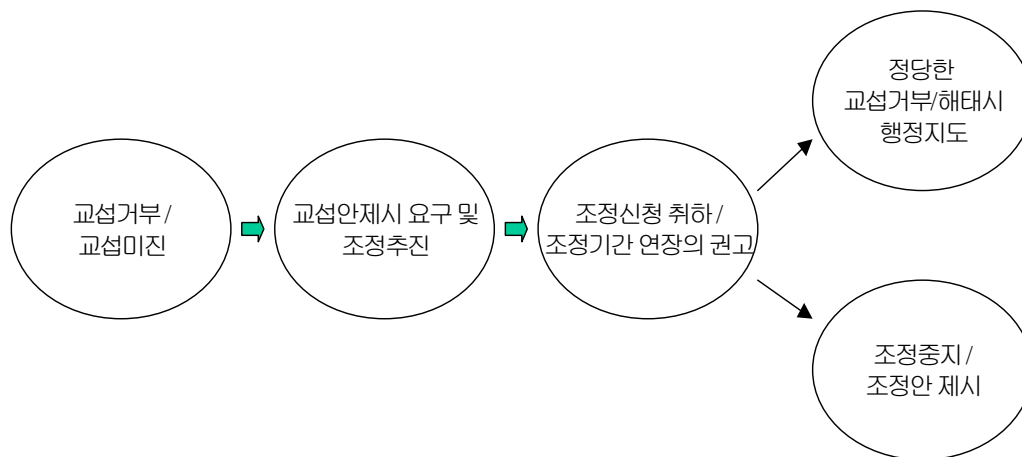 교섭거부 /
교섭미진
교섭안제시 요구 및
조정추진
조정신청 취하 /
조정기간 연장의 권고
정당한
교섭거부/해태시
행정지도
조정중지 /
조정안 제시